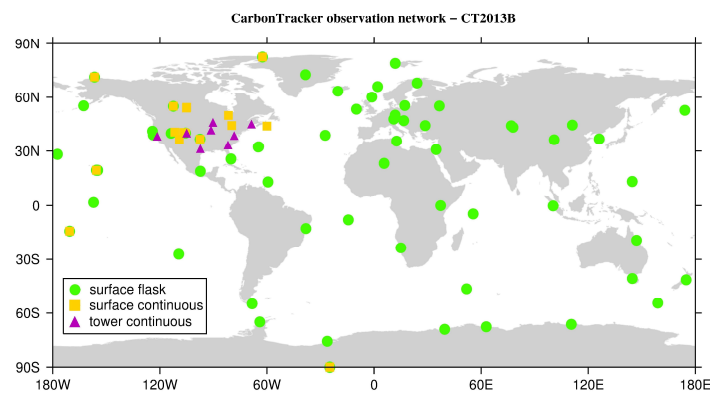 CarbonTracker observation network − CT2013B
90N
60N
30N
0
30S
60S
90S
surface flask
surface continuous
tower continuous
180W
120W
60W
0
60E
120E
180E